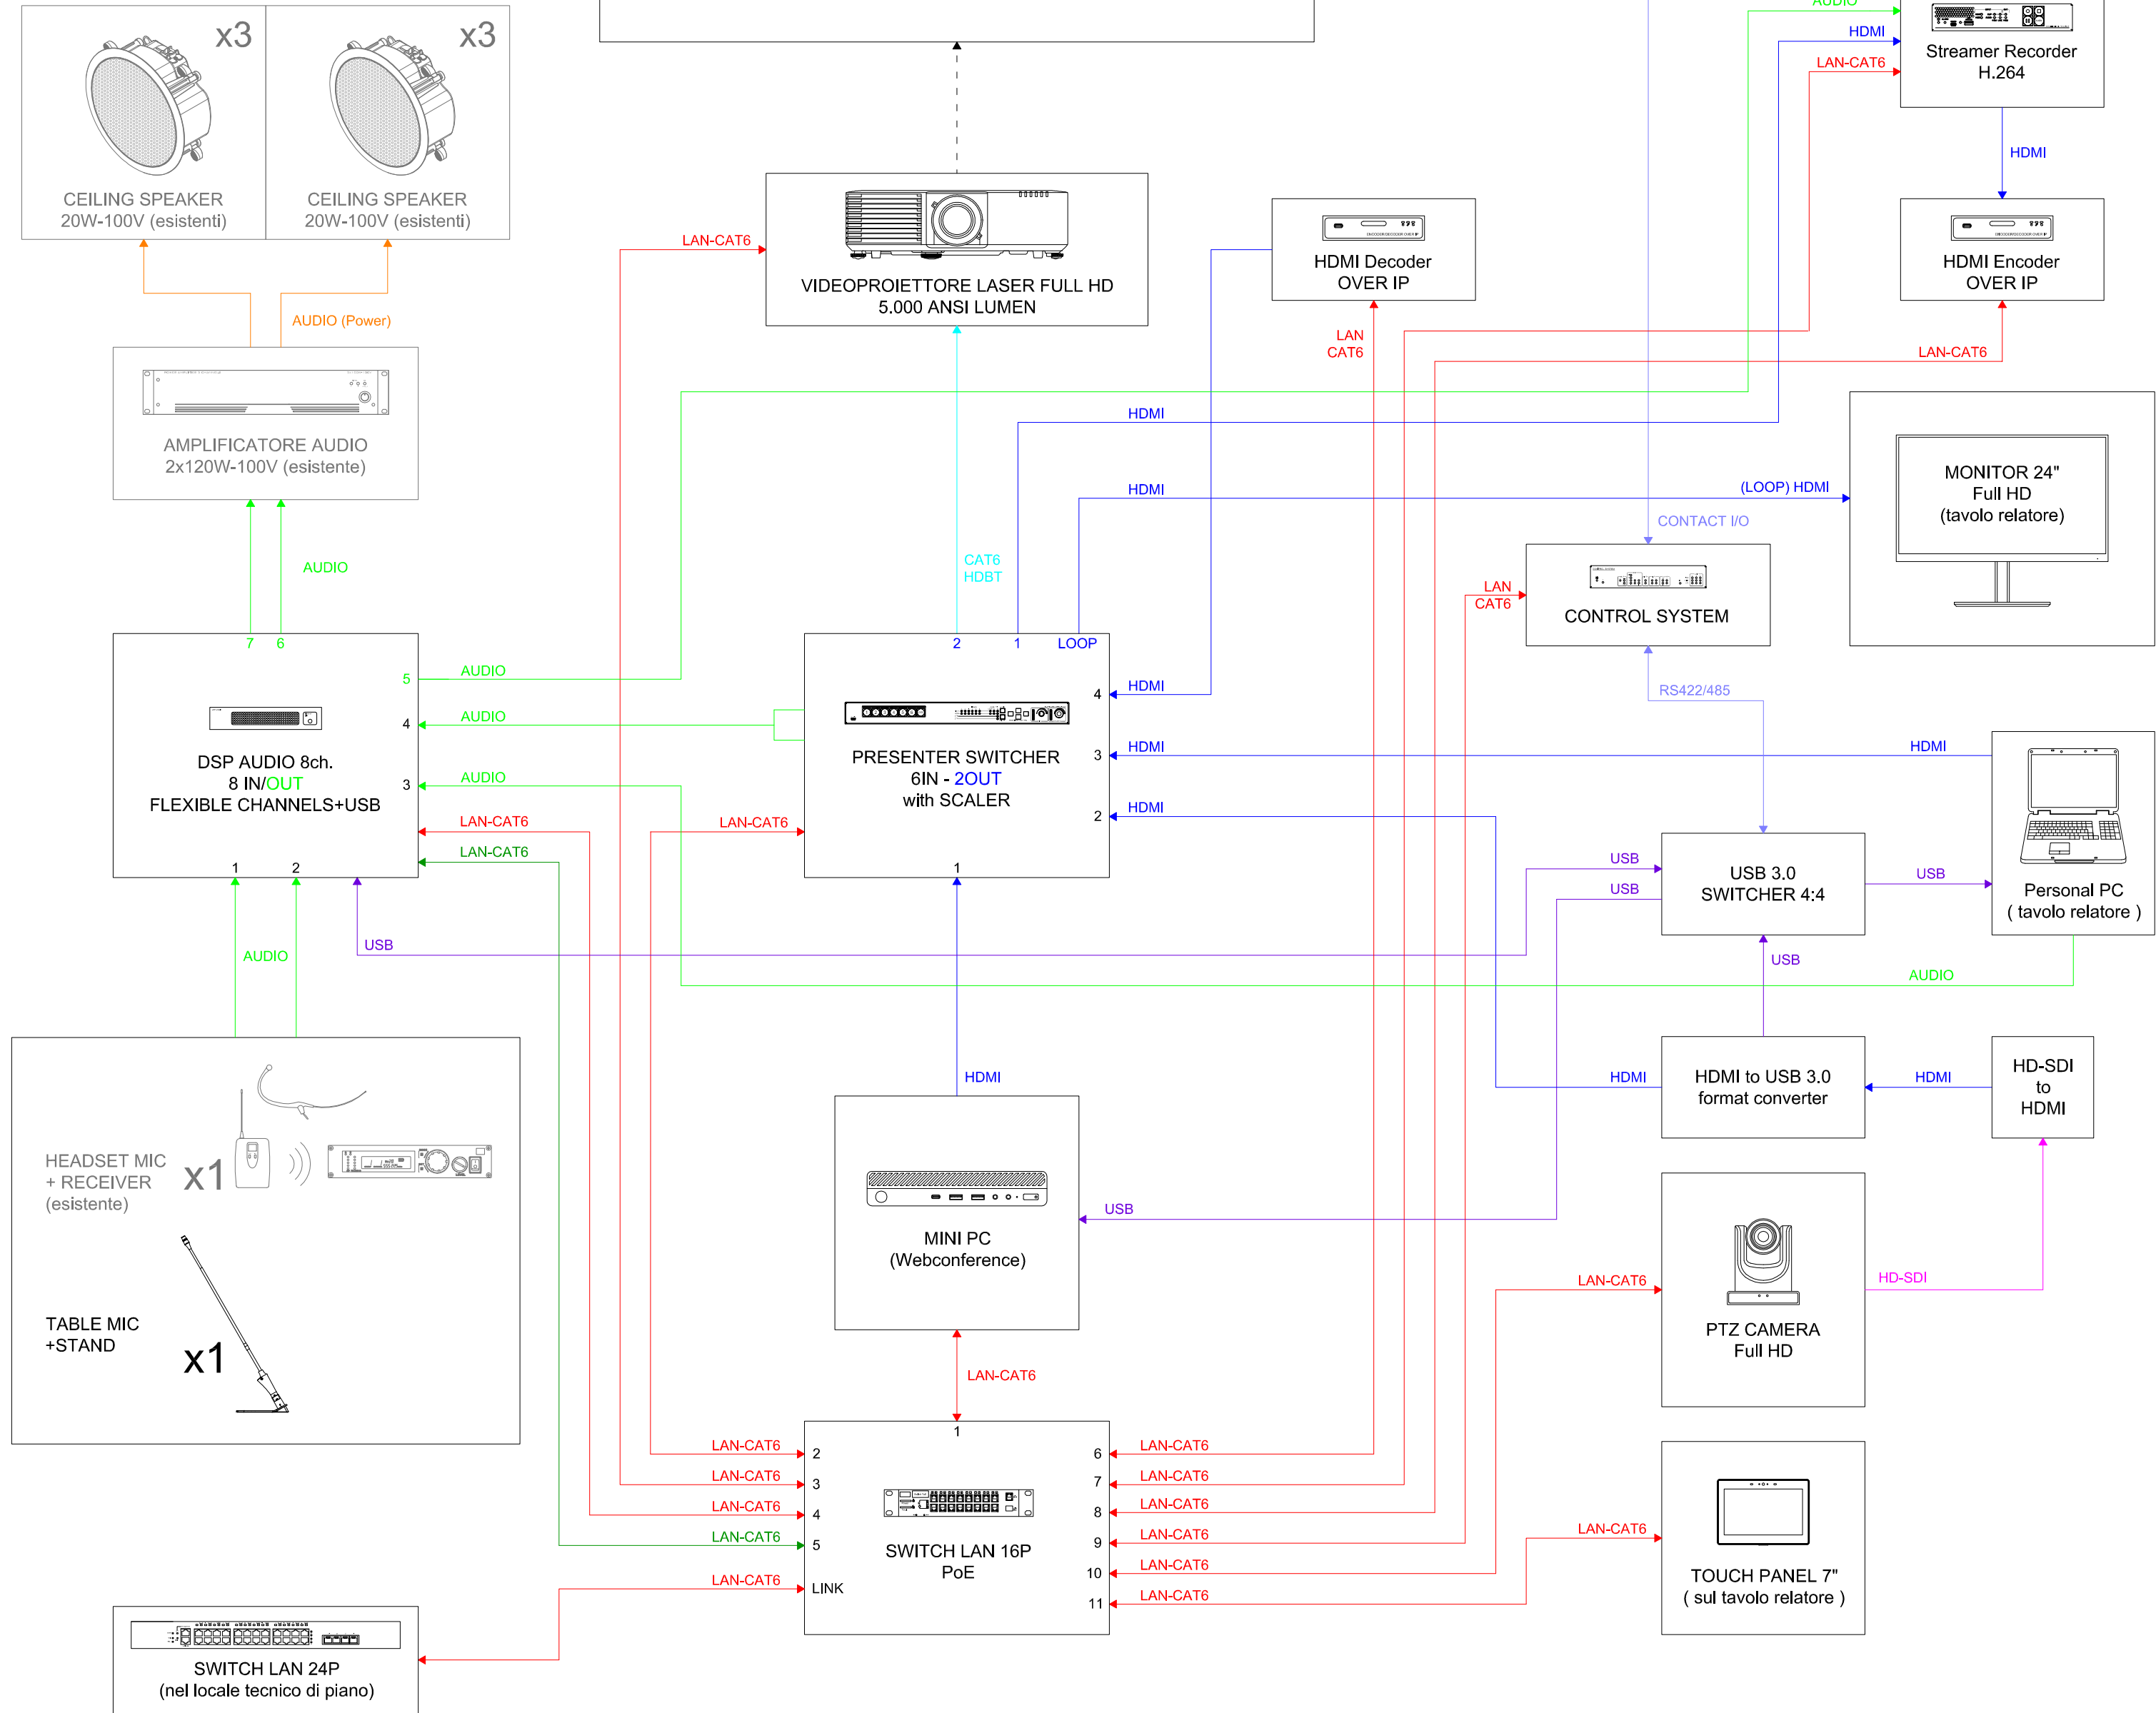 x3
x3
CEILING SPEAKER
20W-100V (esistenti)
CEILING SPEAKER
20W-100V (esistenti)
AUDIO (Power)
AMPLIFICATORE AUDIO
2x120W-100V (esistente)
AUDIO
7
6
DSP AUDIO 8ch.
8 IN/OUT
FLEXIBLE CHANNELS+USB
5
4
3
1
2
AUDIO
AUDIO
AUDIO
LAN-CAT6
LAN-CAT6
USB
AUDIO
HEADSET MIC
+ RECEIVER
(esistente)
x1
TABLE MIC
+STAND
x1
SWITCH LAN 24P
(nel locale tecnico di piano)
LAN-CAT6
VIDEOPROIETTORE LASER FULL HD
5.000 ANSI LUMEN
CAT6
HDBT
2
1
LOOP
PRESENTER SWITCHER
6IN - 2OUT
with SCALER
4
3
2
1
LAN-CAT6
HDMI
HDMI
HDMI
HDMI
HDMI
HDMI
MINI PC
(Webconference)
USB
LAN-CAT6
1
SWITCH LAN 16P
PoE
2
3
4
5
LINK
6
7
8
9
10
11
LAN-CAT6
LAN-CAT6
LAN-CAT6
LAN-CAT6
LAN-CAT6
LAN-CAT6
LAN-CAT6
LAN-CAT6
LAN-CAT6
LAN-CAT6
LAN-CAT6
HDMI Decoder
OVER IP
LAN
CAT6
AUDIO
HDMI
LAN-CAT6
Streamer Recorder
H.264
HDMI
HDMI Encoder
OVER IP
LAN-CAT6
(LOOP) HDMI
MONITOR 24"
Full HD
(tavolo relatore)
CONTACT I/O
LAN
CAT6
CONTROL SYSTEM
RS422/485
HDMI
Personal PC
( tavolo relatore )
USB
USB
USB
USB 3.0
SWITCHER 4:4
USB
AUDIO
HDMI
HDMI to USB 3.0
format converter
HDMI
HD-SDI
to
HDMI
HD-SDI
LAN-CAT6
PTZ CAMERA
Full HD
LAN-CAT6
TOUCH PANEL 7"
( sul tavolo relatore )